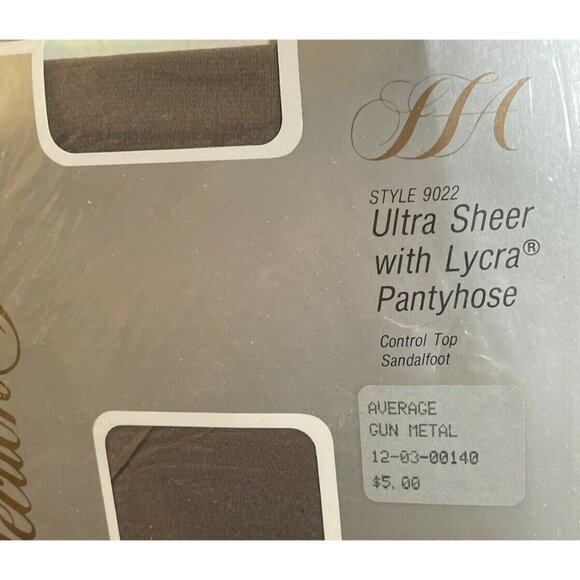 STYLE 9022
Ultra Sheer
with Lycra®
Pantyhose
Control Top
Sandalfoot
AVERAGE
GUN METAL
12-03-00140
$5.00